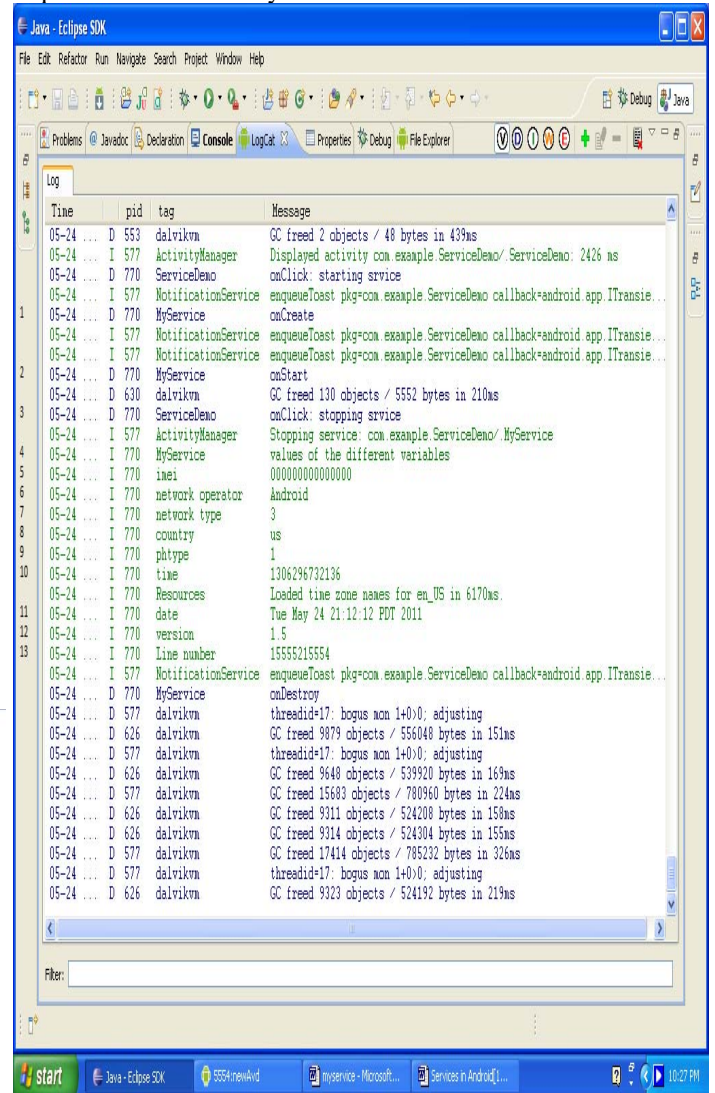 Java - Eclipse SDK
File Edit Refactor Run Navigate Search Project Window Help
Debug Java
Problems @ Javadoc Declaration Console LogCat Properties Debug File Explorer V D I W E
Log
Time pid tag Message
05-24 ... D 553 dalvikvm GC freed 2 objects / 48 bytes in 439ms
05-24 ... I 577 ActivityManager Displayed activity com.example.ServiceDemo/.ServiceDemo: 2426 ms
05-24 ... D 770 ServiceDemo onClick: starting srvice
05-24 ... I 577 NotificationService enqueueToast pkg=com.example.ServiceDemo callback=android.app.ITransie...
1 05-24 ... D 770 MyService onCreate
05-24 ... I 577 NotificationService enqueueToast pkg=com.example.ServiceDemo callback=android.app.ITransie...
05-24 ... I 577 NotificationService enqueueToast pkg=com.example.ServiceDemo callback=android.app.ITransie...
2 05-24 ... D 770 MyService onStart
05-24 ... D 630 dalvikvm GC freed 130 objects / 5552 bytes in 210ms
3 05-24 ... D 770 ServiceDemo onClick: stopping srvice
05-24 ... I 577 ActivityManager Stopping service: com.example.ServiceDemo/.MyService
4 05-24 ... I 770 MyService values of the different variables
5 05-24 ... I 770 imei 000000000000000
6 05-24 ... I 770 network operator Android
7 05-24 ... I 770 network type 3
8 05-24 ... I 770 country us
9 05-24 ... I 770 phtype 1
10 05-24 ... I 770 time 1306296732136
05-24 ... I 770 Resources Loaded time zone names for en_US in 6170ms.
11 05-24 ... I 770 date Tue May 24 21:12:12 PDT 2011
12 05-24 ... I 770 version 1.5
13 05-24 ... I 770 Line number 15555215554
05-24 ... I 577 NotificationService enqueueToast pkg=com.example.ServiceDemo callback=android.app.ITransie...
05-24 ... D 770 MyService onDestroy
05-24 ... D 577 dalvikvm threadid=17: bogus mon 1+0>0; adjusting
05-24 ... D 626 dalvikvm GC freed 9879 objects / 556048 bytes in 151ms
05-24 ... D 577 dalvikvm threadid=17: bogus mon 1+0>0; adjusting
05-24 ... D 626 dalvikvm GC freed 9648 objects / 539920 bytes in 169ms
05-24 ... D 577 dalvikvm GC freed 15683 objects / 780960 bytes in 224ms
05-24 ... D 626 dalvikvm GC freed 9311 objects / 524208 bytes in 158ms
05-24 ... D 626 dalvikvm GC freed 9314 objects / 524304 bytes in 155ms
05-24 ... D 577 dalvikvm GC freed 17414 objects / 785232 bytes in 326ms
05-24 ... D 577 dalvikvm threadid=17: bogus mon 1+0>0; adjusting
05-24 ... D 626 dalvikvm GC freed 9323 objects / 524192 bytes in 219ms
Filter:
start Java - Eclipse SDK 5554:newAvd myservice - Microsoft... Services in Android[1... 10:27 PM